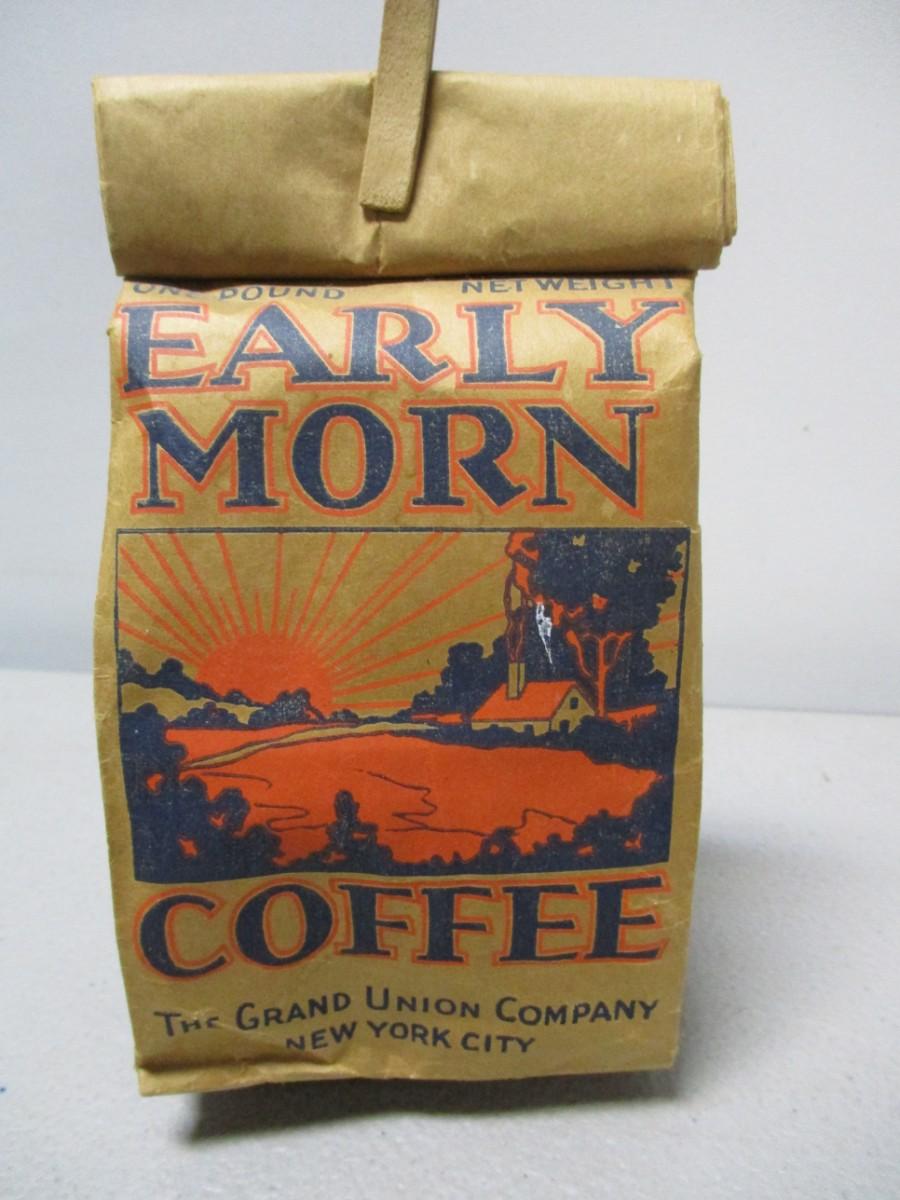 ONE POUND NET WEIGHT
EARLY
MORN
COFFEE
THE GRAND UNION COMPANY
NEW YORK CITY